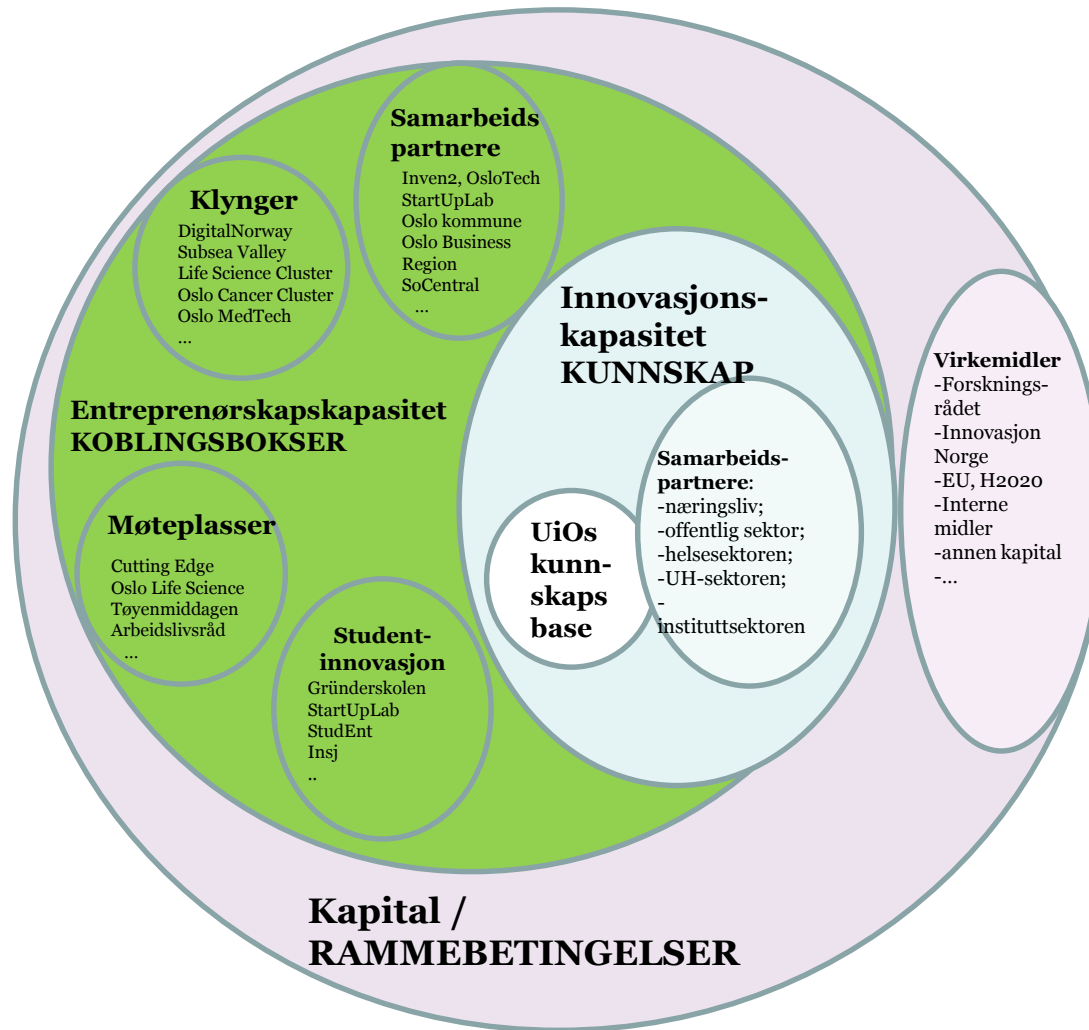 Samarbeids
partnere
Inven2, OsloTech
StartUpLab
Oslo kommune
Oslo Business
Region
SoCentral
...
Klynger
DigitalNorway
Subsea Valley
Life Science Cluster
Oslo Cancer Cluster
Oslo MedTech
...
Innovasjons-
kapasitet
KUNNSKAP
Virkemidler
-Forsknings-
rådet
-Innovasjon
Norge
-EU, H2020
-Interne
midler
-annen kapital
-...
Entreprenørskapskapasitet
KOBLINGSBOKSER
Samarbeids-
partnere:
-næringsliv;
-offentlig sektor;
-helsesektoren;
-UH-sektoren;
-
instituttsektoren
UiOs
kunn-
skaps
base
Møteplasser
Cutting Edge
Oslo Life Science
Tøyenmiddagen
Arbeidslivsråd
...
Student-
innovasjon
Gründerskolen
StartUpLab
StudEnt
Insj
..
Kapital /
RAMMEBETINGELSER